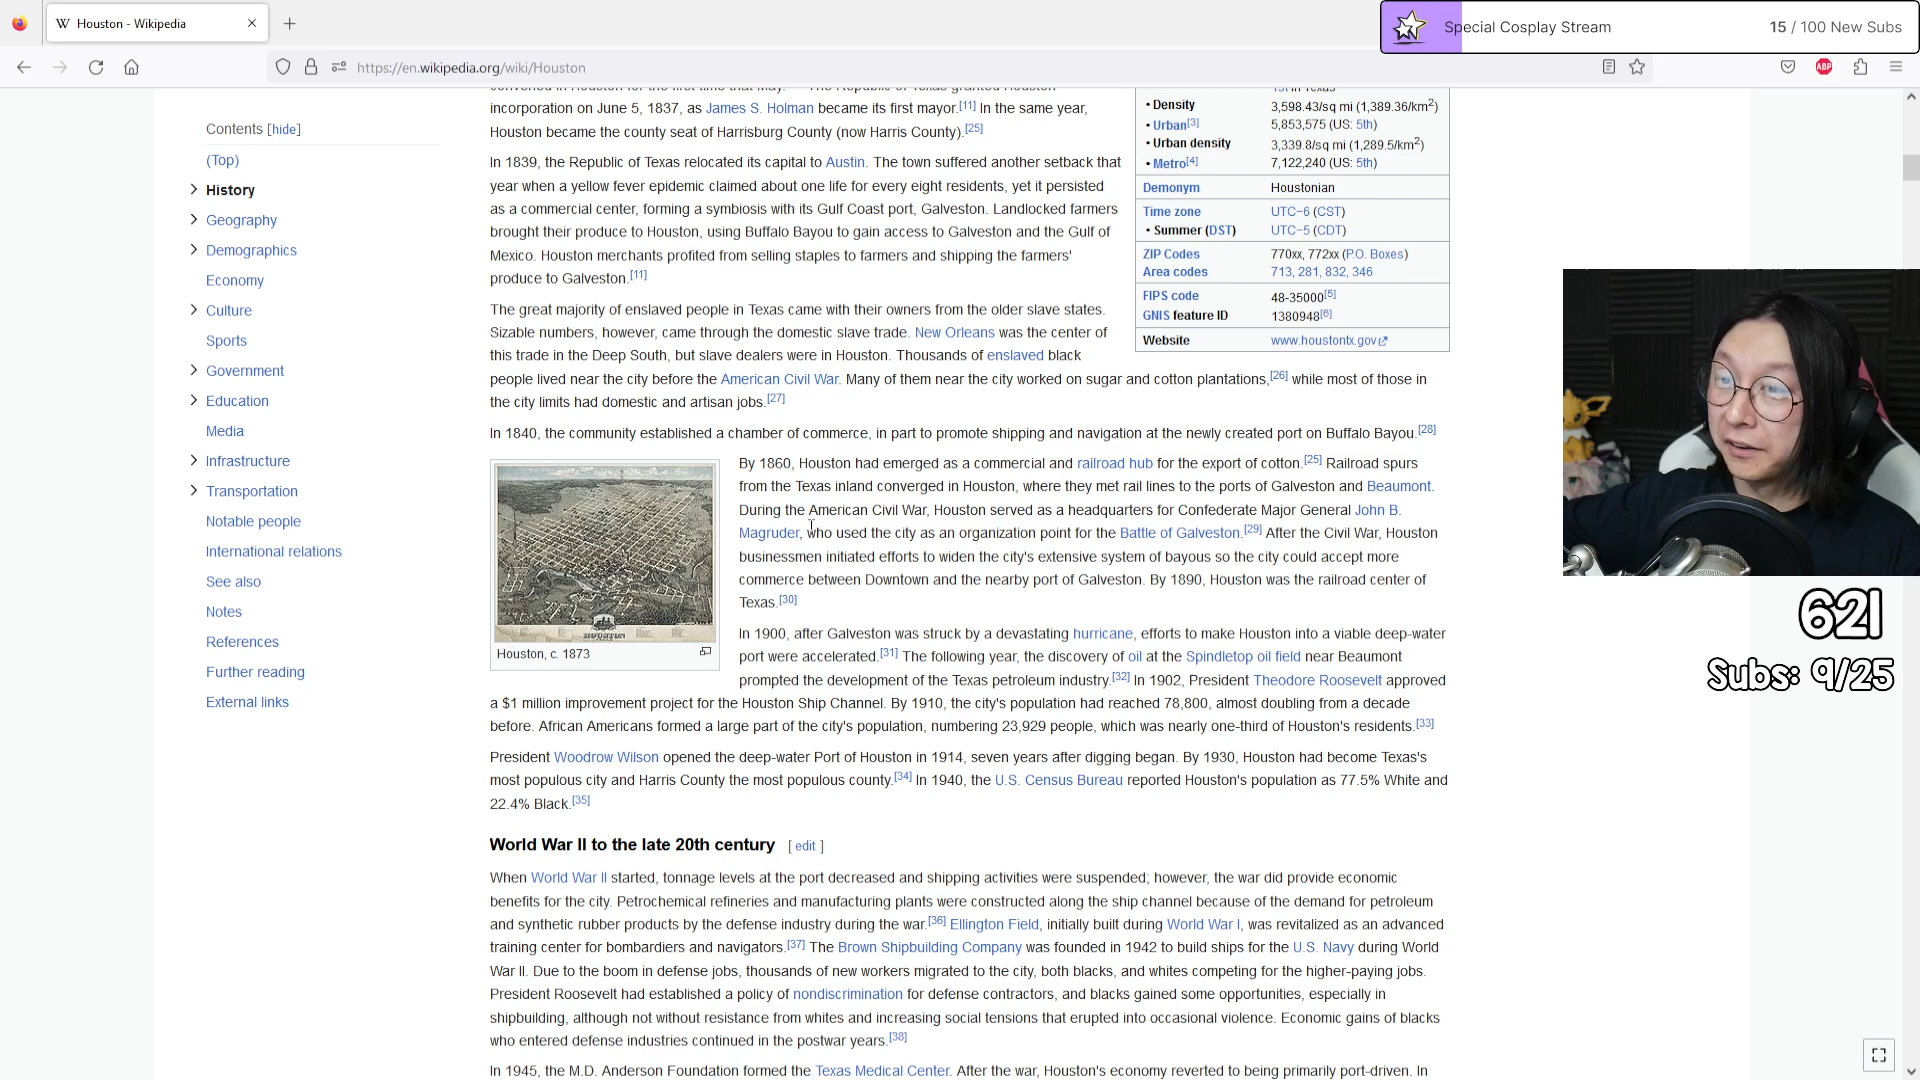 Houston - Wikipedia
Special Cosplay Stream
15 / 100 New Subs
https://en.wikipedia.org/wiki/Houston
ABP
Contents [hide]
(Top)
History
Geography
Demographics
Economy
Culture
Sports
Government
Education
Media
Infrastructure
Transportation
Notable people
International relations
See also
Notes
References
Further reading
External links
incorporation on June 5, 1837, as James S. Holman became its first mayor.[11] In the same year,
Houston became the county seat of Harrisburg County (now Harris County).[25]
In 1839, the Republic of Texas relocated its capital to Austin. The town suffered another setback that
year when a yellow fever epidemic claimed about one life for every eight residents, yet it persisted
as a commercial center, forming a symbiosis with its Gulf Coast port, Galveston. Landlocked farmers
brought their produce to Houston, using Buffalo Bayou to gain access to Galveston and the Gulf of
Mexico. Houston merchants profited from selling staples to farmers and shipping the farmers'
produce to Galveston.[11]
The great majority of enslaved people in Texas came with their owners from the older slave states.
Sizable numbers, however, came through the domestic slave trade. New Orleans was the center of
this trade in the Deep South, but slave dealers were in Houston. Thousands of enslaved black
people lived near the city before the American Civil War. Many of them near the city worked on sugar and cotton plantations,[26] while most of those in
the city limits had domestic and artisan jobs.[27]
In 1840, the community established a chamber of commerce, in part to promote shipping and navigation at the newly created port on Buffalo Bayou.[28]
By 1860, Houston had emerged as a commercial and railroad hub for the export of cotton.[25] Railroad spurs
from the Texas inland converged in Houston, where they met rail lines to the ports of Galveston and Beaumont.
During the American Civil War, Houston served as a headquarters for Confederate Major General John B.
Magruder, who used the city as an organization point for the Battle of Galveston.[29] After the Civil War, Houston
businessmen initiated efforts to widen the city's extensive system of bayous so the city could accept more
commerce between Downtown and the nearby port of Galveston. By 1890, Houston was the railroad center of
Texas.[30]
HOUSTON
Houston, c. 1873
In 1900, after Galveston was struck by a devastating hurricane, efforts to make Houston into a viable deep-water
port were accelerated.[31] The following year, the discovery of oil at the Spindletop oil field near Beaumont
prompted the development of the Texas petroleum industry.[32] In 1902, President Theodore Roosevelt approved
a $1 million improvement project for the Houston Ship Channel. By 1910, the city's population had reached 78,800, almost doubling from a decade
before. African Americans formed a large part of the city's population, numbering 23,929 people, which was nearly one-third of Houston's residents.[33]
President Woodrow Wilson opened the deep-water Port of Houston in 1914, seven years after digging began. By 1930, Houston had become Texas's
most populous city and Harris County the most populous county.[34] In 1940, the U.S. Census Bureau reported Houston's population as 77.5% White and
22.4% Black.[35]
World War II to the late 20th century [ edit ]
When World War II started, tonnage levels at the port decreased and shipping activities were suspended; however, the war did provide economic
benefits for the city. Petrochemical refineries and manufacturing plants were constructed along the ship channel because of the demand for petroleum
and synthetic rubber products by the defense industry during the war.[36] Ellington Field, initially built during World War I, was revitalized as an advanced
training center for bombardiers and navigators.[37] The Brown Shipbuilding Company was founded in 1942 to build ships for the U.S. Navy during World
War II. Due to the boom in defense jobs, thousands of new workers migrated to the city, both blacks, and whites competing for the higher-paying jobs.
President Roosevelt had established a policy of nondiscrimination for defense contractors, and blacks gained some opportunities, especially in
shipbuilding, although not without resistance from whites and increasing social tensions that erupted into occasional violence. Economic gains of blacks
who entered defense industries continued in the postwar years.[38]
In 1945, the M.D. Anderson Foundation formed the Texas Medical Center. After the war, Houston's economy reverted to being primarily port-driven. In
• Density 3,598.43/sq mi (1,389.36/km2)
• Urban[3] 5,853,575 (US: 5th)
• Urban density 3,339.8/sq mi (1,289.5/km2)
• Metro[4] 7,122,240 (US: 5th)
Demonym Houstonian
Time zone UTC−6 (CST)
• Summer (DST) UTC−5 (CDT)
ZIP Codes 770xx, 772xx (P.O. Boxes)
Area codes 713, 281, 832, 346
FIPS code 48-35000[5]
GNIS feature ID 1380948[6]
Website www.houstontx.gov
621
Subs: 9/25